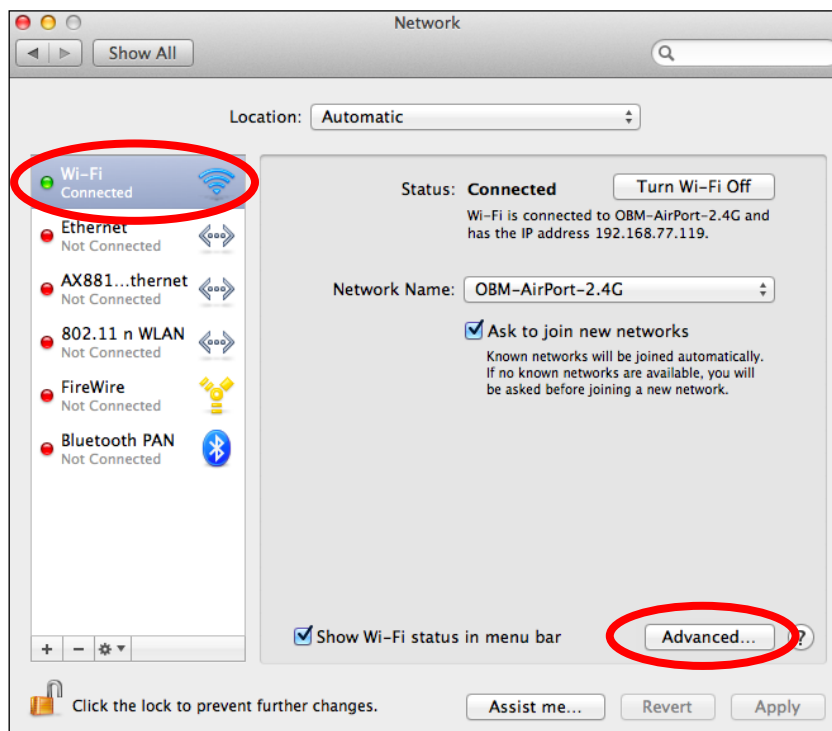 Network
Show All
Location: Automatic
Wi-Fi
Connected
Ethernet
Not Connected
AX881...thernet
Not Connected
802.11 n WLAN
Not Connected
FireWire
Not Connected
Bluetooth PAN
Not Connected
Status: Connected
Turn Wi-Fi Off
Wi-Fi is connected to OBM-AirPort-2.4G and
has the IP address 192.168.77.119.
Network Name: OBM-AirPort-2.4G
Ask to join new networks
Known networks will be joined automatically.
If no known networks are available, you will
be asked before joining a new network.
Show Wi-Fi status in menu bar
Advanced...
?
Click the lock to prevent further changes.
Assist me...
Revert
Apply